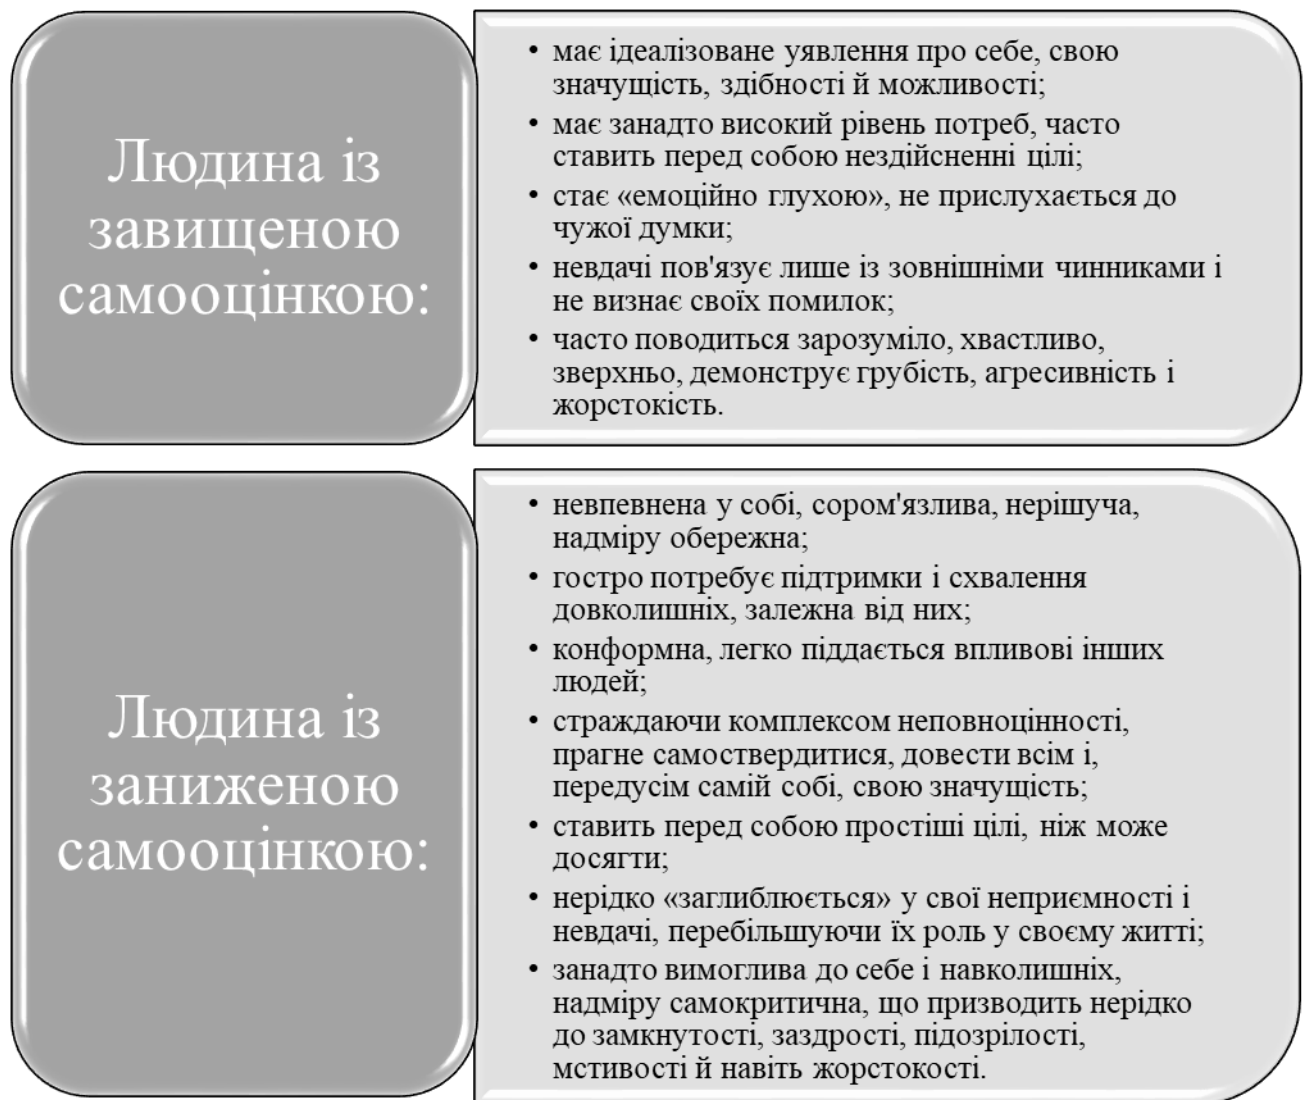 Людина із
завищеною
самооцінкою:
• має ідеалізоване уявлення про себе, свою
значущість, здібності й можливості;
• має занадто високий рівень потреб, часто
ставить перед собою нездійсненні цілі;
• стає «емоційно глухою», не прислухається до
чужої думки;
• невдачі пов'язує лише із зовнішніми чинниками і
не визнає своїх помилок;
• часто поводиться зарозуміло, хвастливо,
зверхньо, демонструє грубість, агресивність і
жорстокість.
Людина із
заниженою
самооцінкою:
• невпевнена у собі, сором'язлива, нерішуча,
надміру обережна;
• гостро потребує підтримки і схвалення
довколишніх, залежна від них;
• конформна, легко піддається впливові інших
людей;
• страждаючи комплексом неповноцінності,
прагне самоствердитися, довести всім і,
передусім самій собі, свою значущість;
• ставить перед собою простіші цілі, ніж може
досягти;
• нерідко «заглиблюється» у свої неприємності і
невдачі, перебільшуючи їх роль у своєму житті;
• занадто вимоглива до себе і навколишніх,
надміру самокритична, що призводить нерідко
до замкнутості, заздрості, підозрілості,
мстивості й навіть жорстокості.